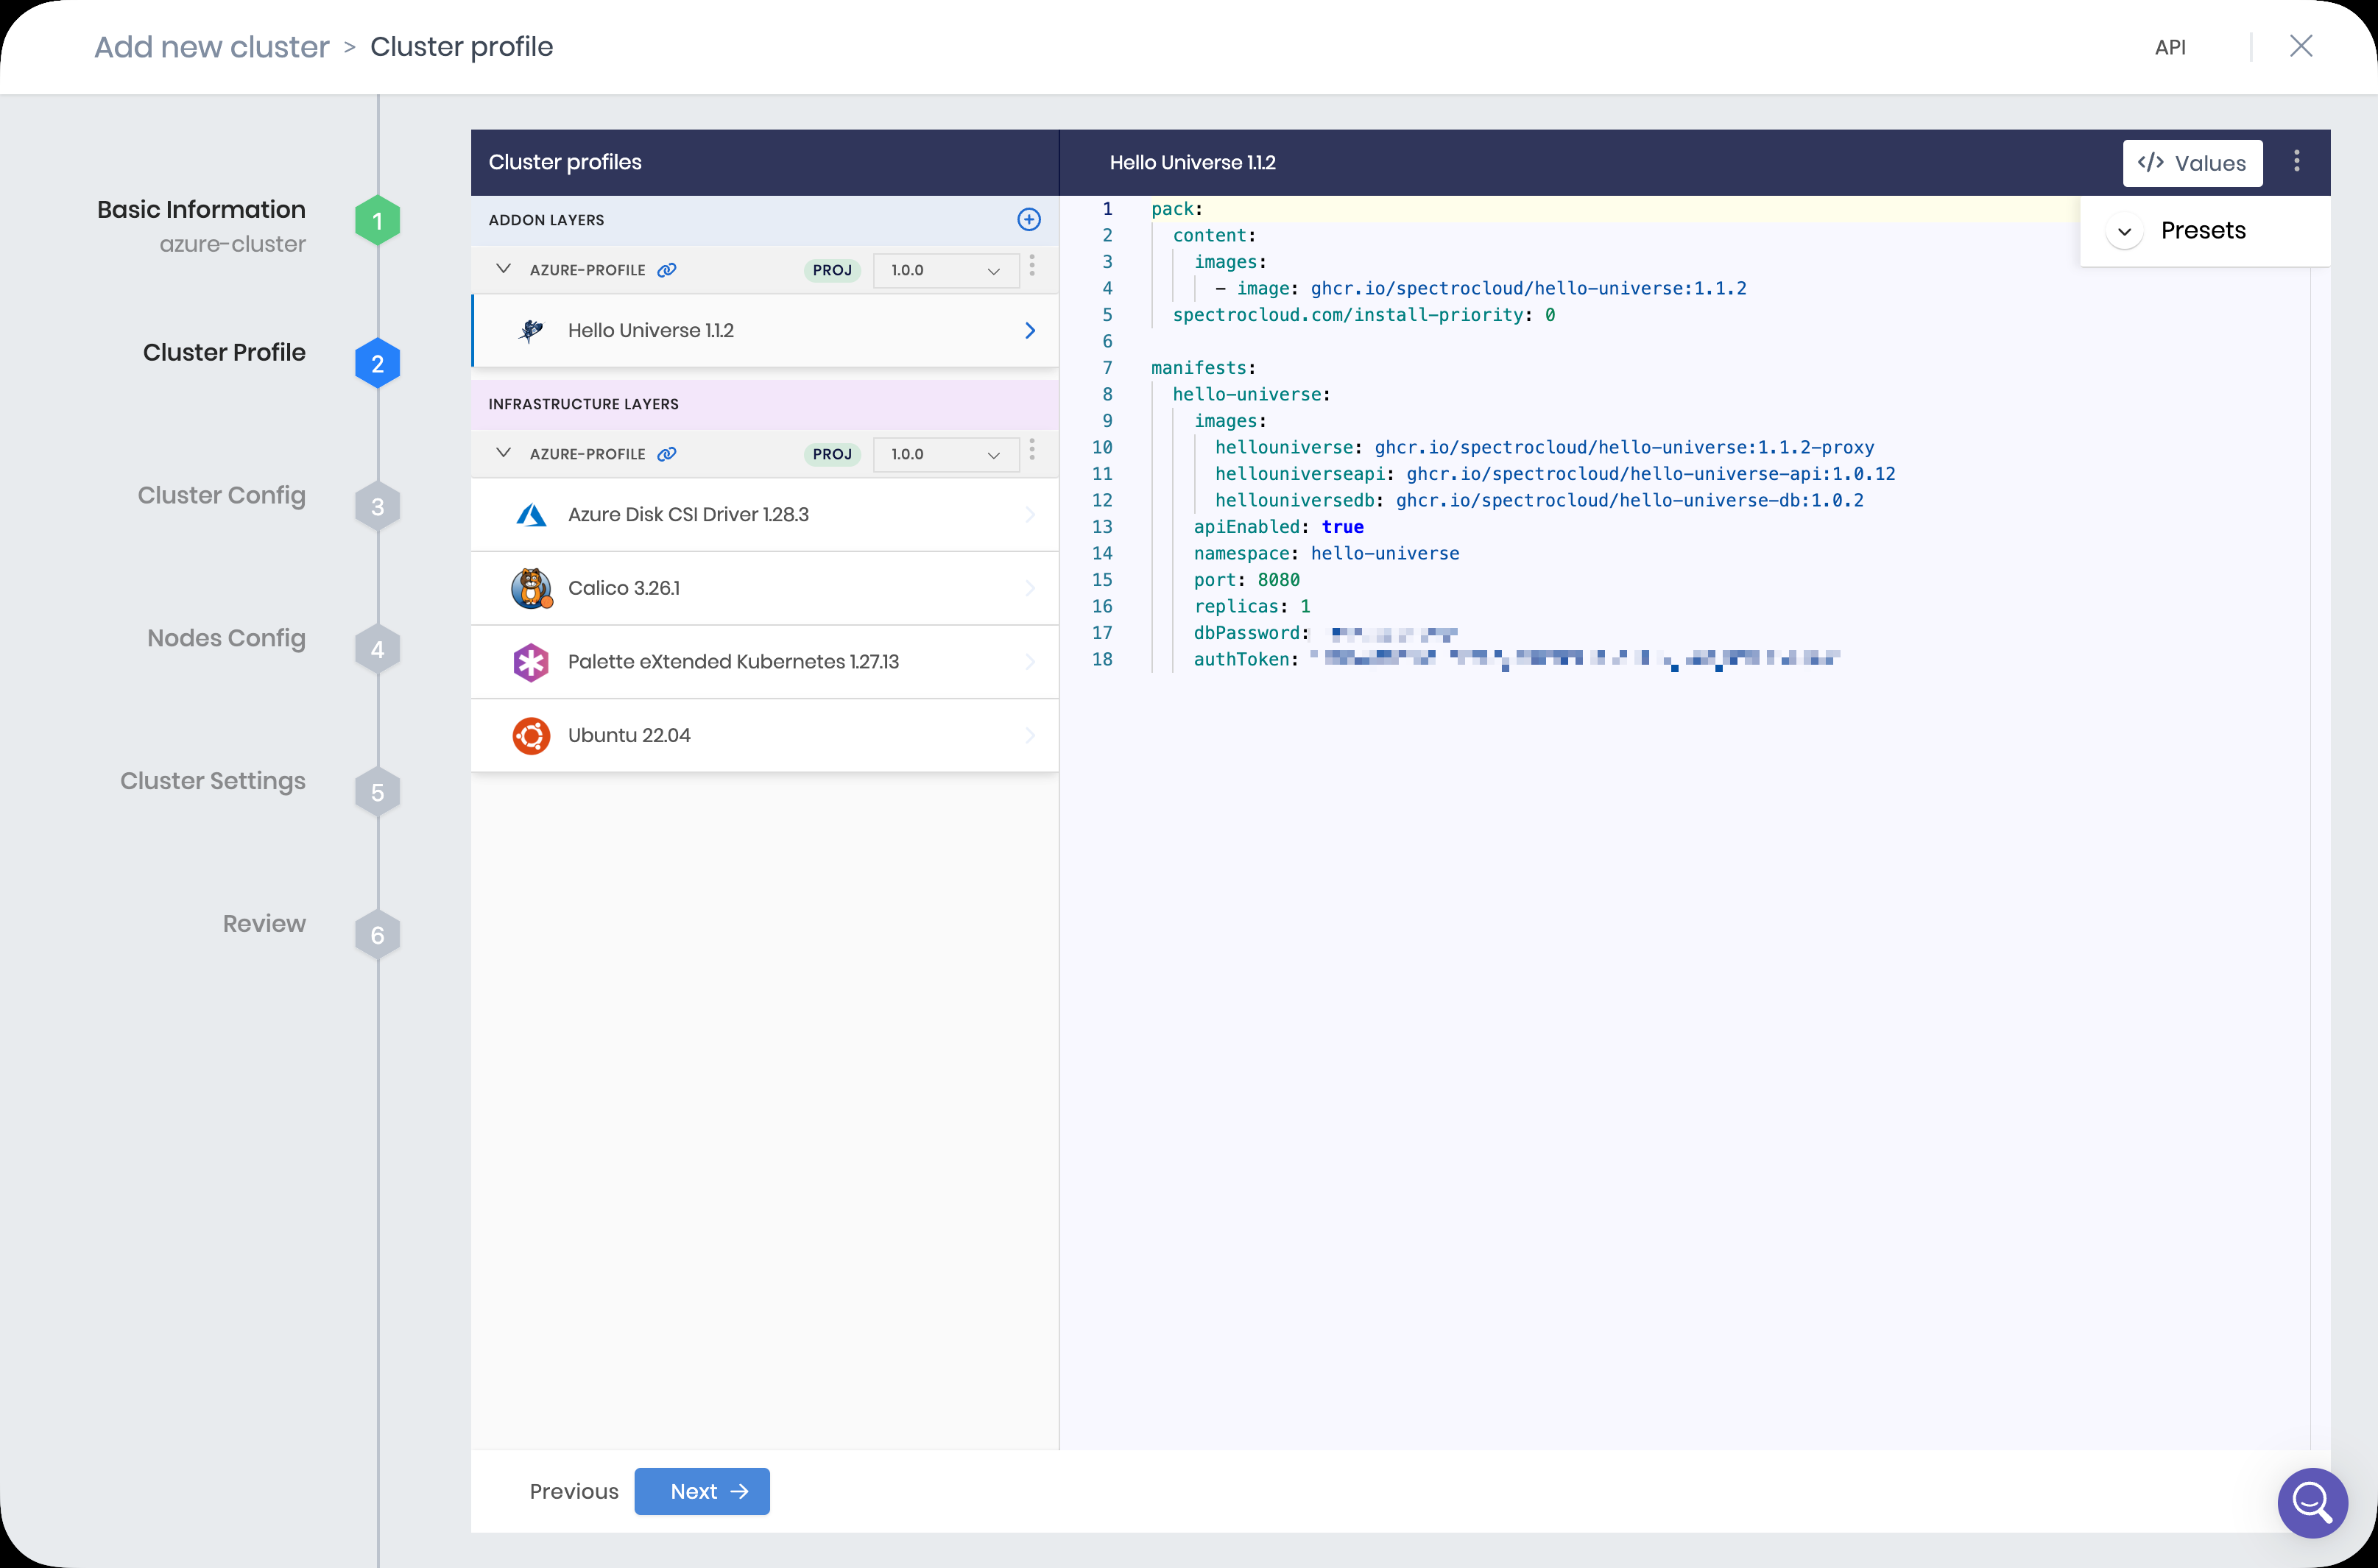 Add new cluster > Cluster profile
API
Basic Information
azure-cluster
1
Cluster Profile
2
Cluster Config
3
Nodes Config
4
Cluster Settings
5
Review
6
Cluster profiles
ADDON LAYERS
AZURE-PROFILE PROJ 1.0.0
Hello Universe 1.1.2
INFRASTRUCTURE LAYERS
AZURE-PROFILE PROJ 1.0.0
Azure Disk CSI Driver 1.28.3
Calico 3.26.1
Palette eXtended Kubernetes 1.27.13
Ubuntu 22.04
Hello Universe 1.1.2
</> Values
Presets
1 pack:
2 content:
3 images:
4 - image: ghcr.io/spectrocloud/hello-universe:1.1.2
5 spectrocloud.com/install-priority: 0
6
7 manifests:
8 hello-universe:
9 images:
10 hellouniverse: ghcr.io/spectrocloud/hello-universe:1.1.2-proxy
11 hellouniverseapi: ghcr.io/spectrocloud/hello-universe-api:1.0.12
12 hellouniversedb: ghcr.io/spectrocloud/hello-universe-db:1.0.2
13 apiEnabled: true
14 namespace: hello-universe
15 port: 8080
16 replicas: 1
17 dbPassword:
18 authToken:
Previous
Next →